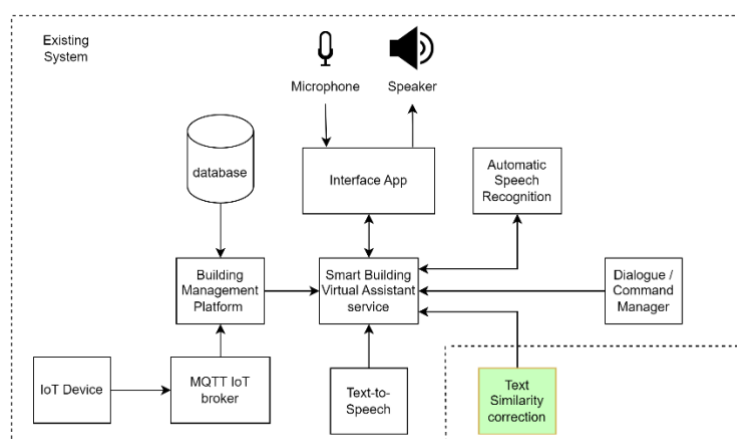 Existing
System
Microphone
Speaker
database
Interface App
Automatic
Speech
Recognition
Building
Management
Platform
Smart Building
Virtual Assistant
service
Dialogue /
Command
Manager
IoT Device
MQTT IoT
broker
Text-to-
Speech
Text
Similarity
correction